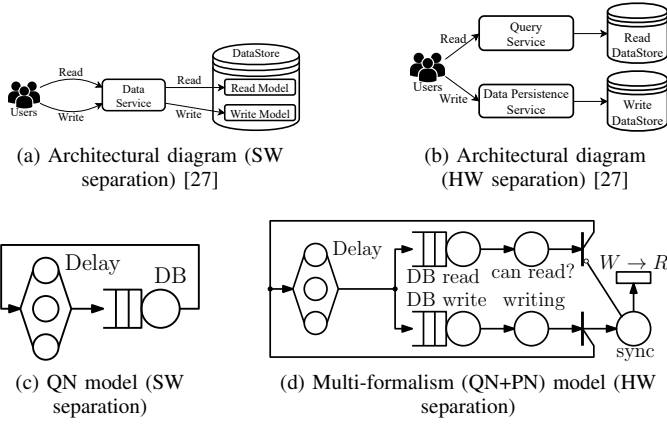 Users
Read
Write
Data
Service
Read
Write
DataStore
Read Model
Write Model
(a) Architectural diagram (SW
separation) [27]
Users
Read
Write
Query
Service
Data Persistence
Service
Read
DataStore
Write
DataStore
(b) Architectural diagram
(HW separation) [27]
Delay
DB
(c) QN model (SW
separation)
Delay
DB read
can read?
DB write
writing
W → R
sync
(d) Multi-formalism (QN+PN) model (HW
separation)